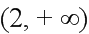 (2, + ∞)